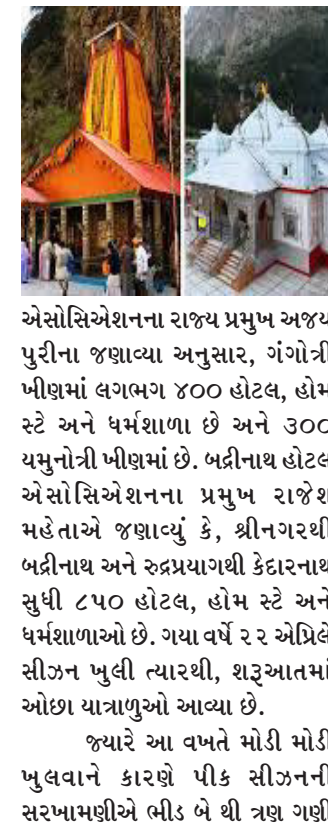 એસોસિએશનના રાજ્ય પ્રમુખ અજય
પુરીના જણાવ્યા અનુસાર, ગંગોત્રી
ખીણમાં લગભગ ૪૦૦ હોટલ, હોમ
સ્ટે અને ધર્મશાળા છે અને ૩૦૦
યમુનોત્રી ખીણમાં છે. બદ્રીનાથ હોટલ
એસોસિએશનના પ્રમુખ રાજેશ
મહેતાએ જણાવ્યું કે, શ્રીનગરથી
બદ્રીનાથ અને રુદ્રપ્રયાગથી કેદારનાથ
સુધી ૮૫૦ હોટલ, હોમ સ્ટે અને
ધર્મશાળાઓ છે. ગયા વર્ષે ૨૨ એપ્રિલે
સીઝન ખુલી ત્યારથી, શરૂઆતમાં
ઓછા યાત્રાળુઓ આવ્યા છે.
જ્યારે આ વખતે મોડી મોડી
ખુલવાને કારણે પીક સીઝનની
સરખામણીએ ભીડ બે થી ત્રણ ગણી